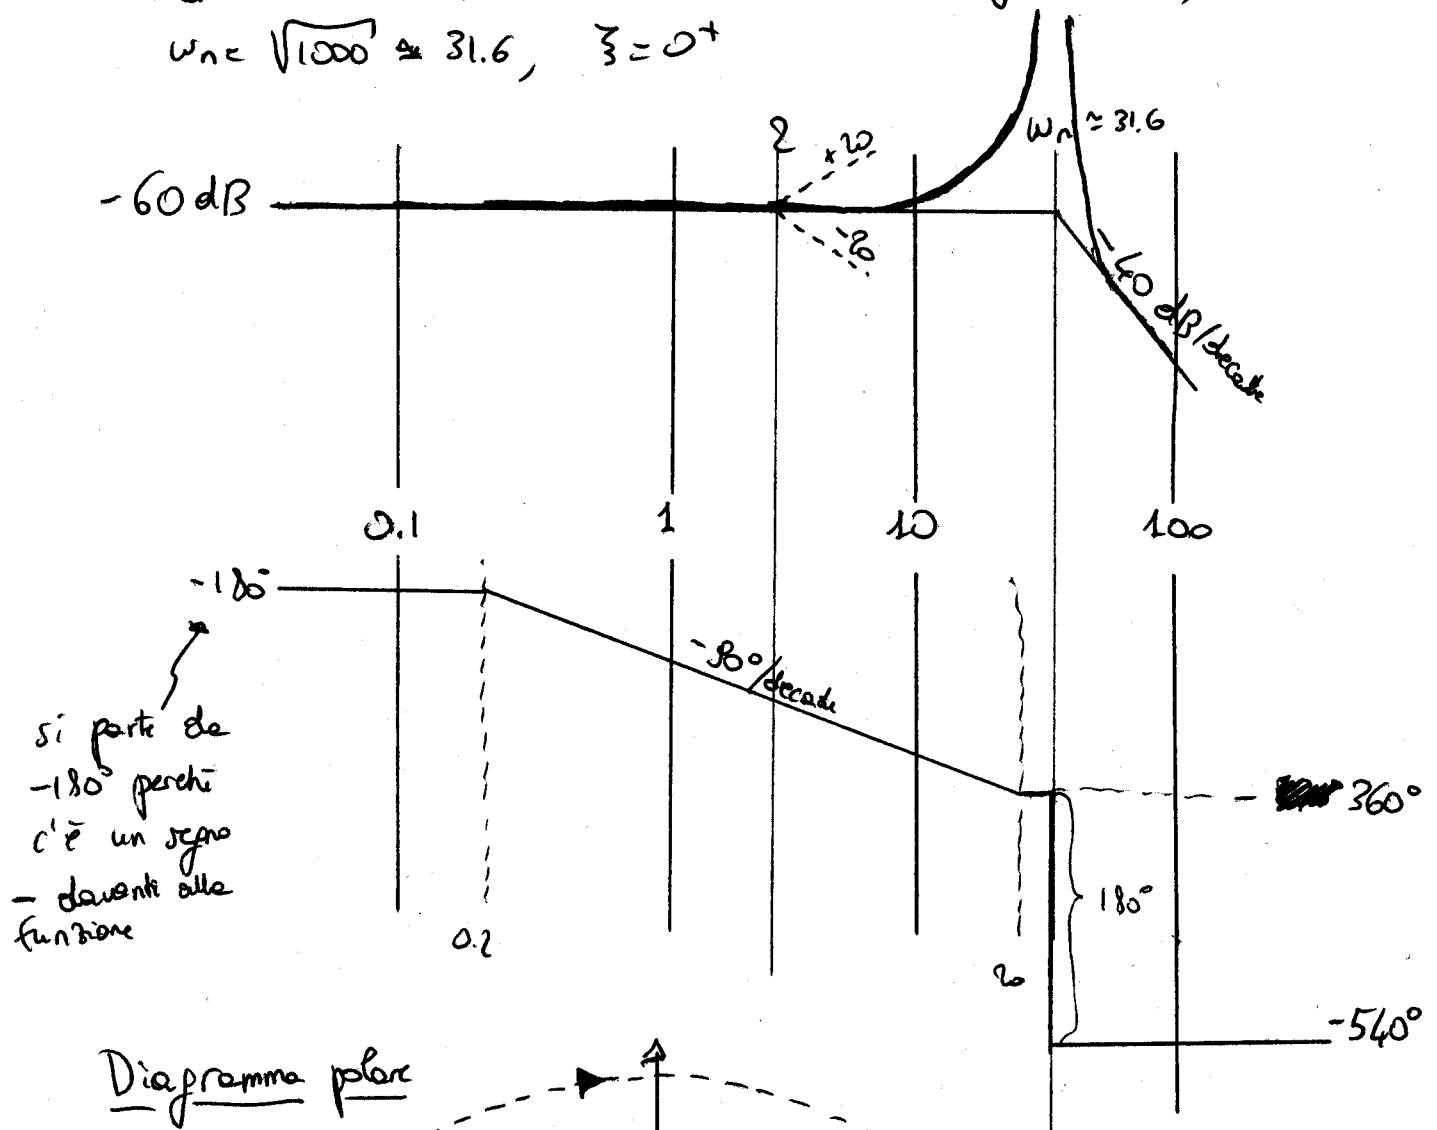 ωn = √1000 ≃ 31.6, ξ = 0⁺
2
+20
ωn ≃ 31.6
-60 dB
-20
-40 dB/decade
0.1 1 10 100
-180°
-90°/decade
si parte da
-180° perchè
c'è un segno
- davanti alla
funzione
- 360°
180°
0.2
20
-540°
Diagramma polare